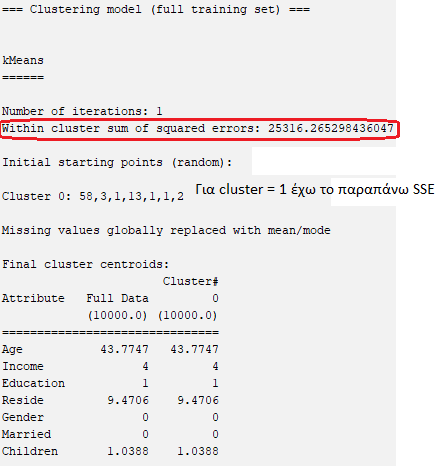 === Clustering model (full training set) ===
kMeans
======
Number of iterations: 1
Within cluster sum of squared errors: 25316.265298436047
Initial starting points (random):
Cluster 0: 58,3,1,13,1,1,2
Για cluster = 1 έχω το παραπάνω SSE
Missing values globally replaced with mean/mode
Final cluster centroids:
Cluster#
Attribute Full Data 0
(10000.0) (10000.0)
================================
Age 43.7747 43.7747
Income 4 4
Education 1 1
Reside 9.4706 9.4706
Gender 0 0
Married 0 0
Children 1.0388 1.0388